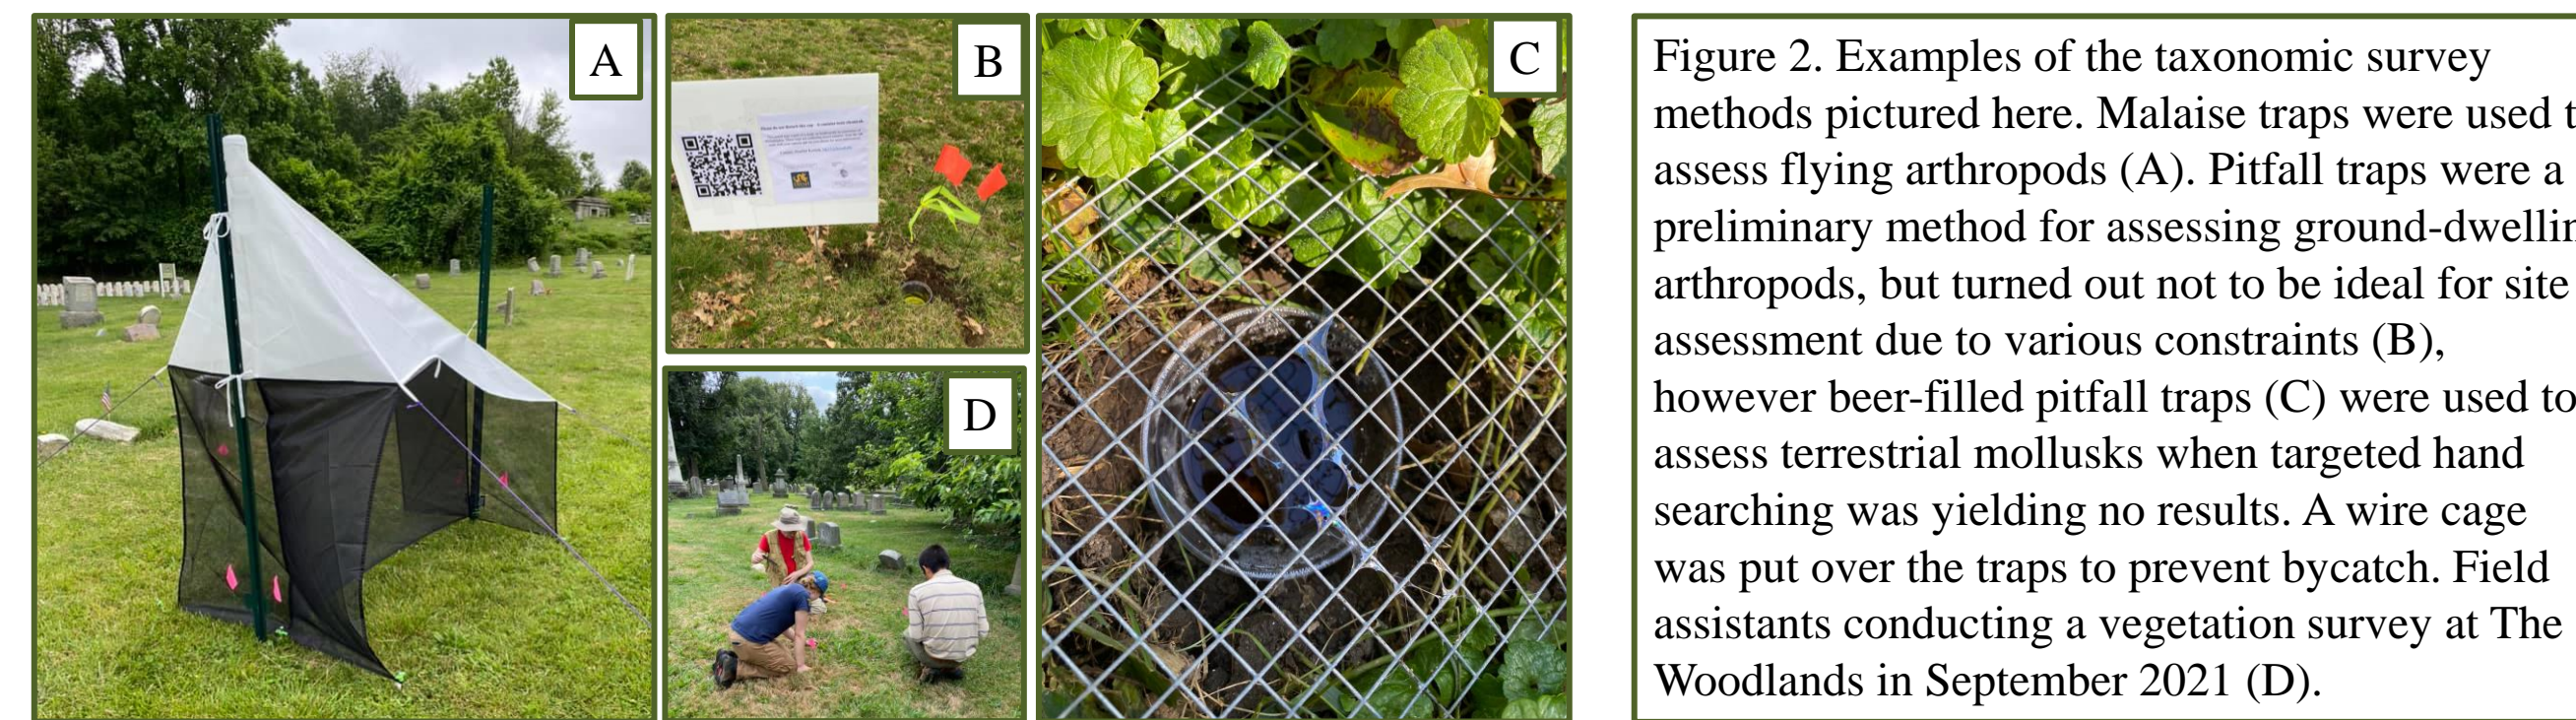 A
B
C
D
Figure 2. Examples of the taxonomic survey
methods pictured here. Malaise traps were used t
assess flying arthropods (A). Pitfall traps were a
preliminary method for assessing ground-dwellin
arthropods, but turned out not to be ideal for site
assessment due to various constraints (B),
however beer-filled pitfall traps (C) were used to
assess terrestrial mollusks when targeted hand
searching was yielding no results. A wire cage
was put over the traps to prevent bycatch. Field
assistants conducting a vegetation survey at The
Woodlands in September 2021 (D).